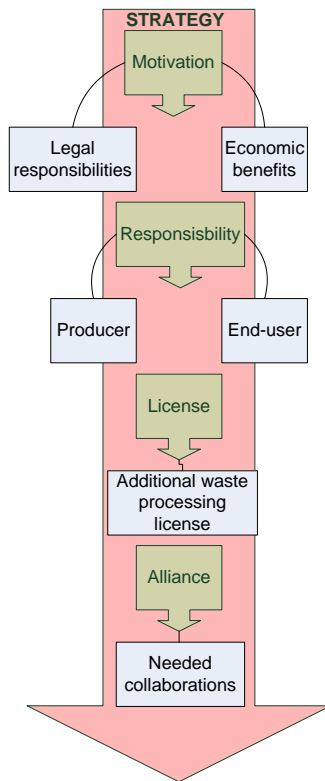 STRATEGY
Motivation
Legal
responsibilities
Economic
benefits
Responsisbility
Producer
End-user
License
Additional waste
processing
license
Alliance
Needed
collaborations